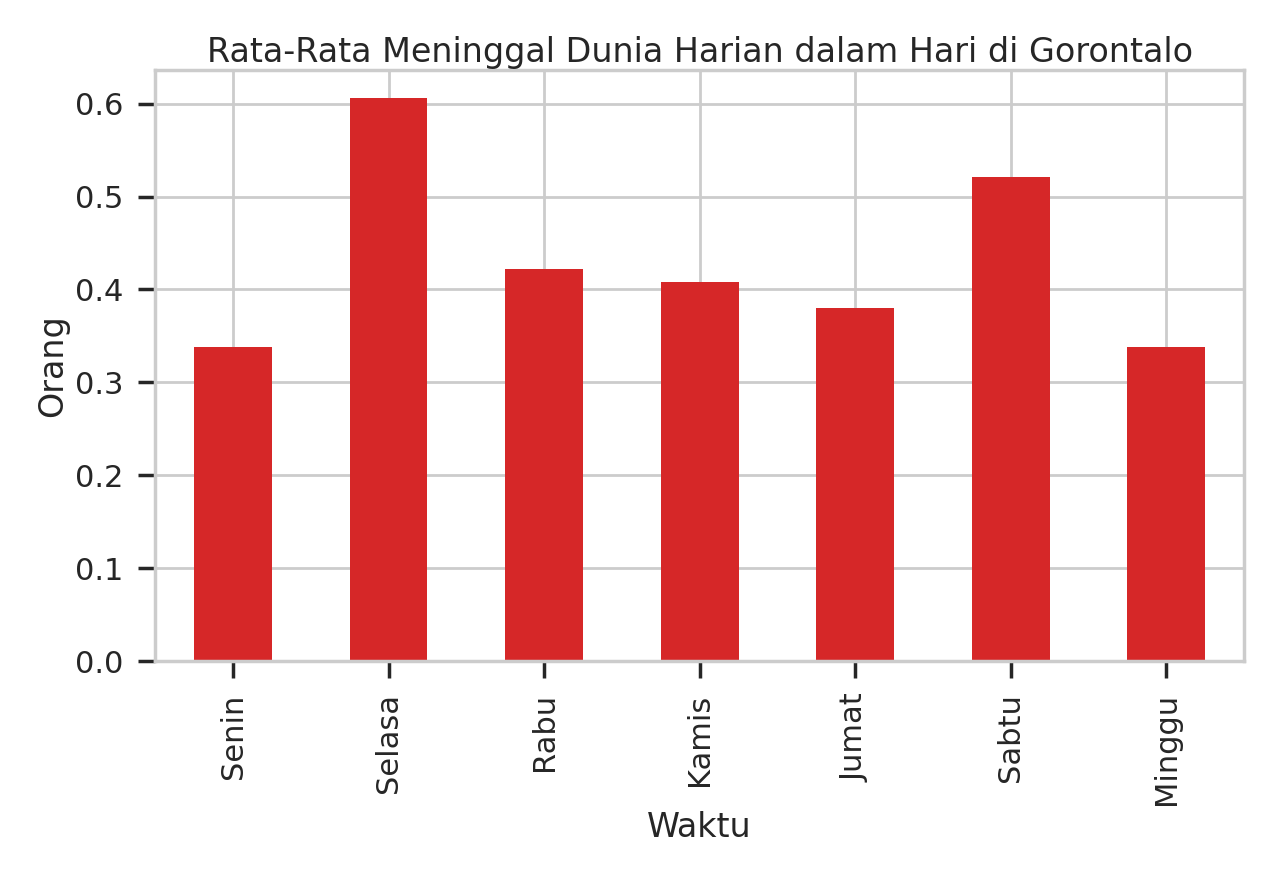 Rata-Rata Meninggal Dunia Harian dalam Hari di Gorontalo
Orang
0.6
0.5
0.4
0.3
0.2
0.1
0.0
Senin
Selasa
Rabu
Kamis
Jumat
Sabtu
Minggu
Waktu